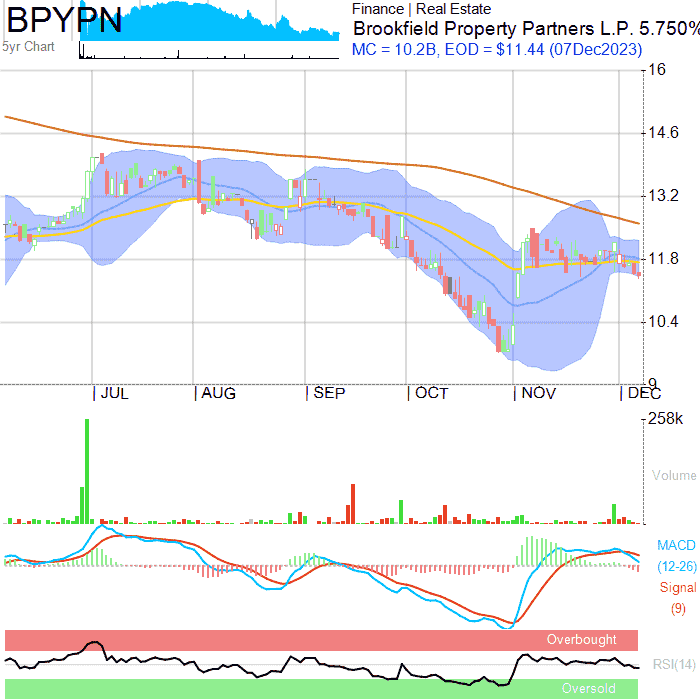 BPYPN
5yr Chart
Finance | Real Estate
Brookfield Property Partners L.P. 5.750%
MC = 10.2B, EOD = $11.44 (07Dec2023)
16
14.6
13.2
11.8
10.4
9
JUL AUG SEP OCT NOV DEC
258k
Volume
MACD
(12-26)
Signal
(9)
Overbought
RSI(14)
Oversold